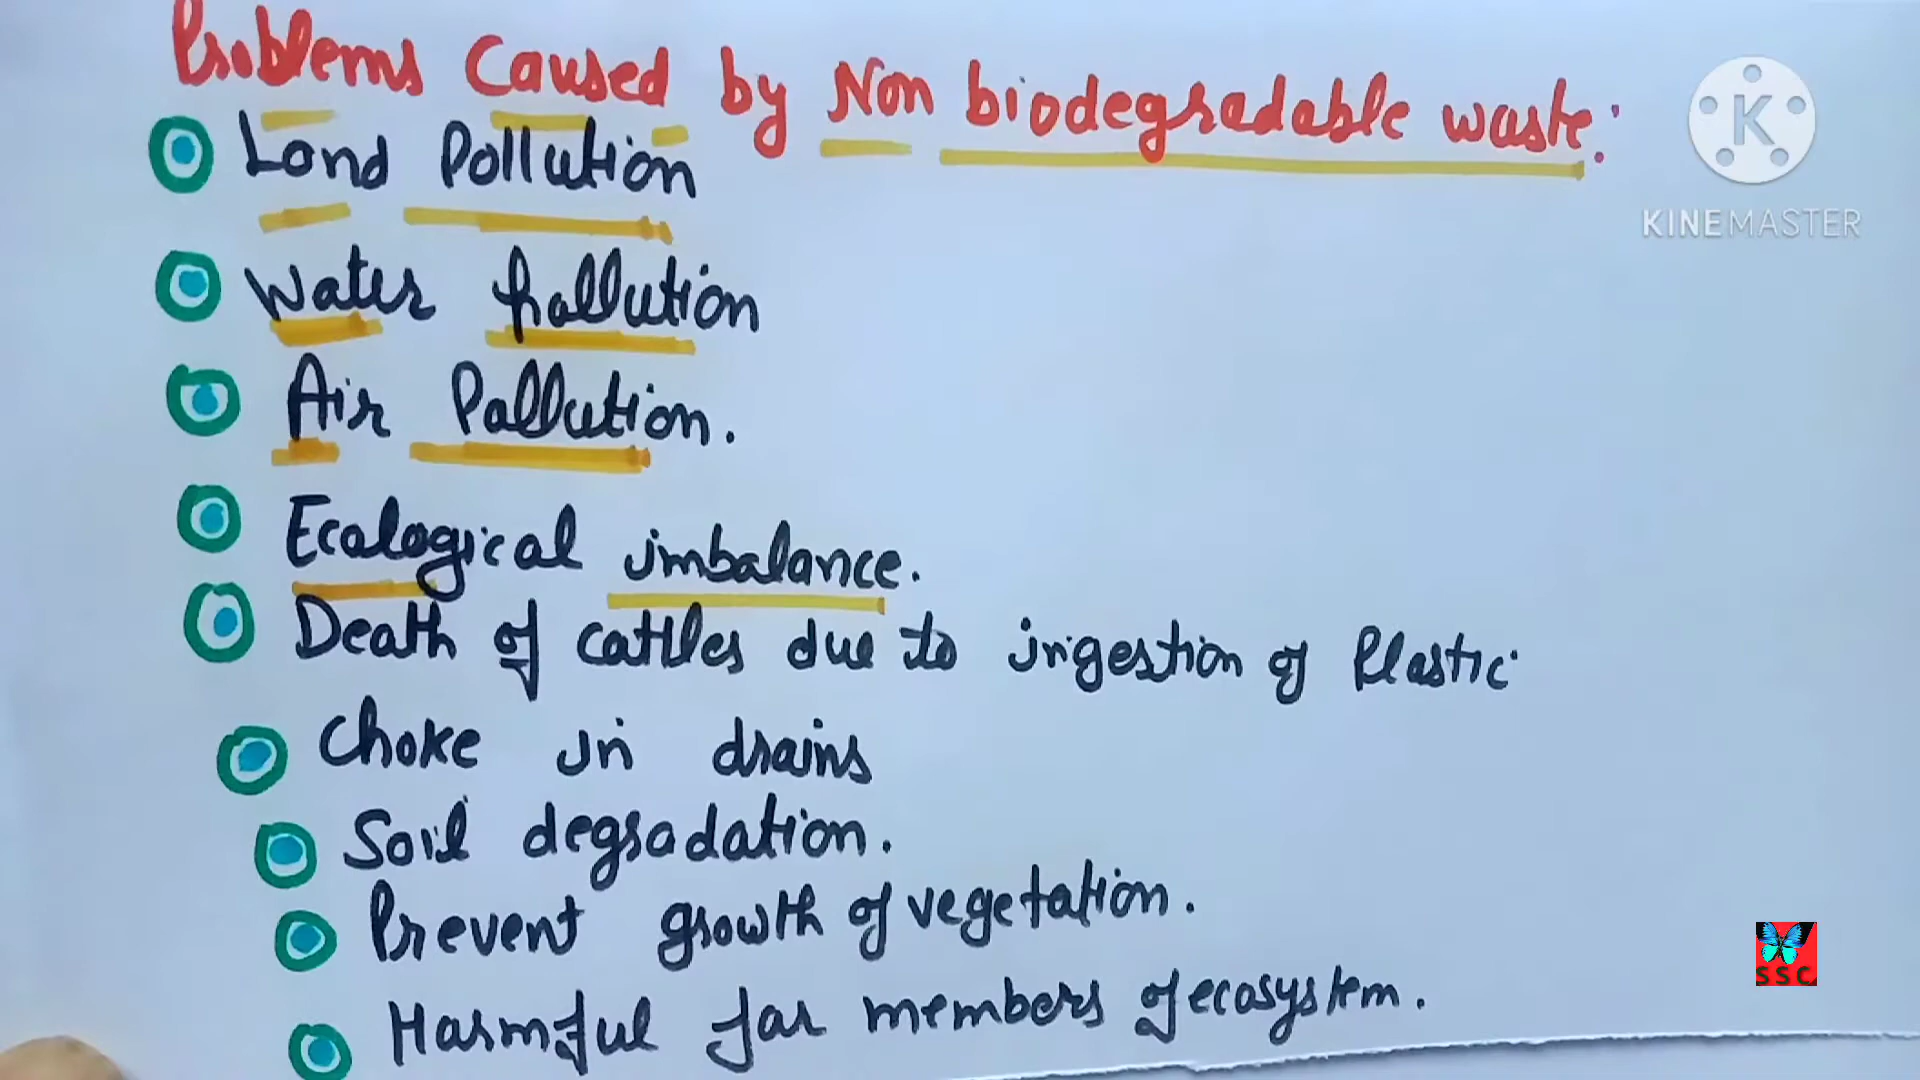 Problems Caused by Non biodegradable waste:
Land Pollution
Water pollution
Air Pollution.
Ecological imbalance.
Death of cattles due to ingestion of Plastic.
Choke in drains
Soil degradation.
Prevent growth of vegetation.
Harmful for members of ecosystem.
K
KINEMASTER
SSC